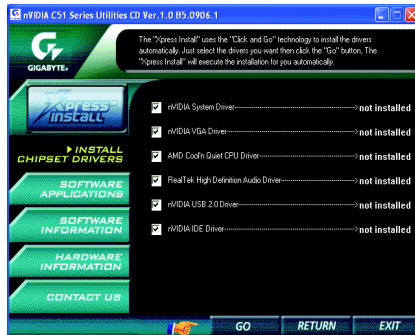 nVIDIA C51 Series Utilities CD Ver.1.0 B5.0906.1
GIGABYTE
The "Xpress Install" uses the "Click and Go" technology to install the drivers
automatically. Just select the drivers you want then click the "GO" button, The
"Xpress Install" will execute the installation for you automatically.
Xpress
Install
INSTALL
CHIPSET DRIVERS
SOFTWARE
APPLICATIONS
SOFTWARE
INFORMATION
HARDWARE
INFORMATION
CONTACT US
nVIDIA System Driver not installed
nVIDIA VGA Driver not installed
AMD Cool'n Quiet CPU Driver not installed
RealTek High Definition Audio Driver not installed
nVIDIA USB 2.0 Driver not installed
nVIDIA IDE Driver not installed
GO RETURN EXIT